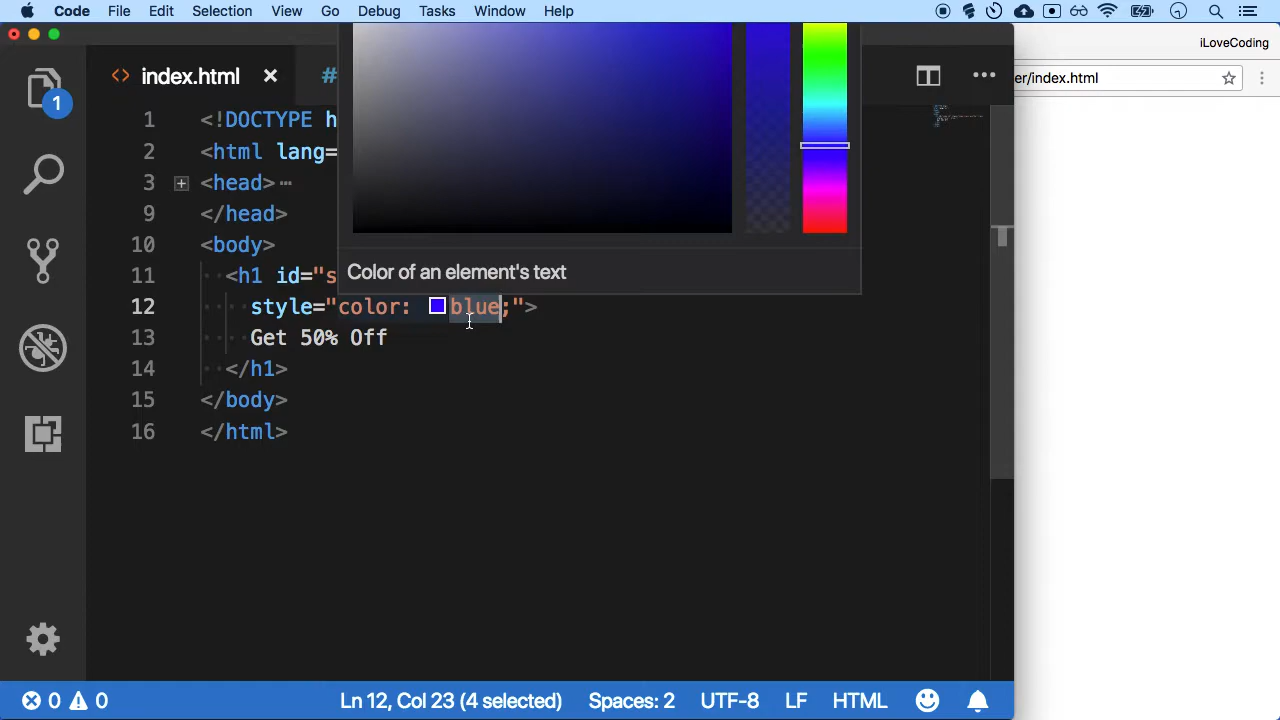 Code File Edit Selection View Go Debug Tasks Window Help
iLoveCoding
index.html
#
er/index.html
1
1 <!DOCTYPE h
2 <html lang=
3 <head>
9 </head>
10 <body>
11 <h1 id="s
Color of an element's text
12 style="color: blue;">
13 Get 50% Off
14 </h1>
15 </body>
16 </html>
0 0 Ln 12, Col 23 (4 selected) Spaces: 2 UTF-8 LF HTML